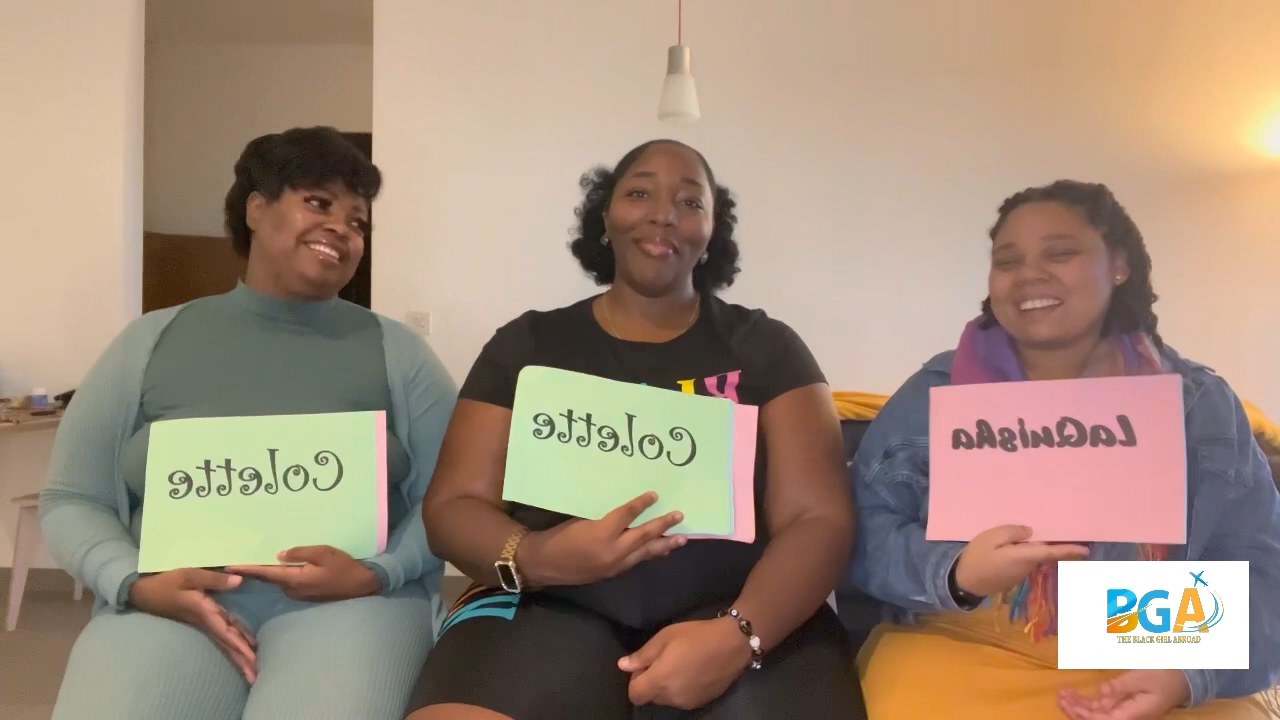 Colette
Colette
LaQuisha
BGA
THE BLACK GIRL ABROAD